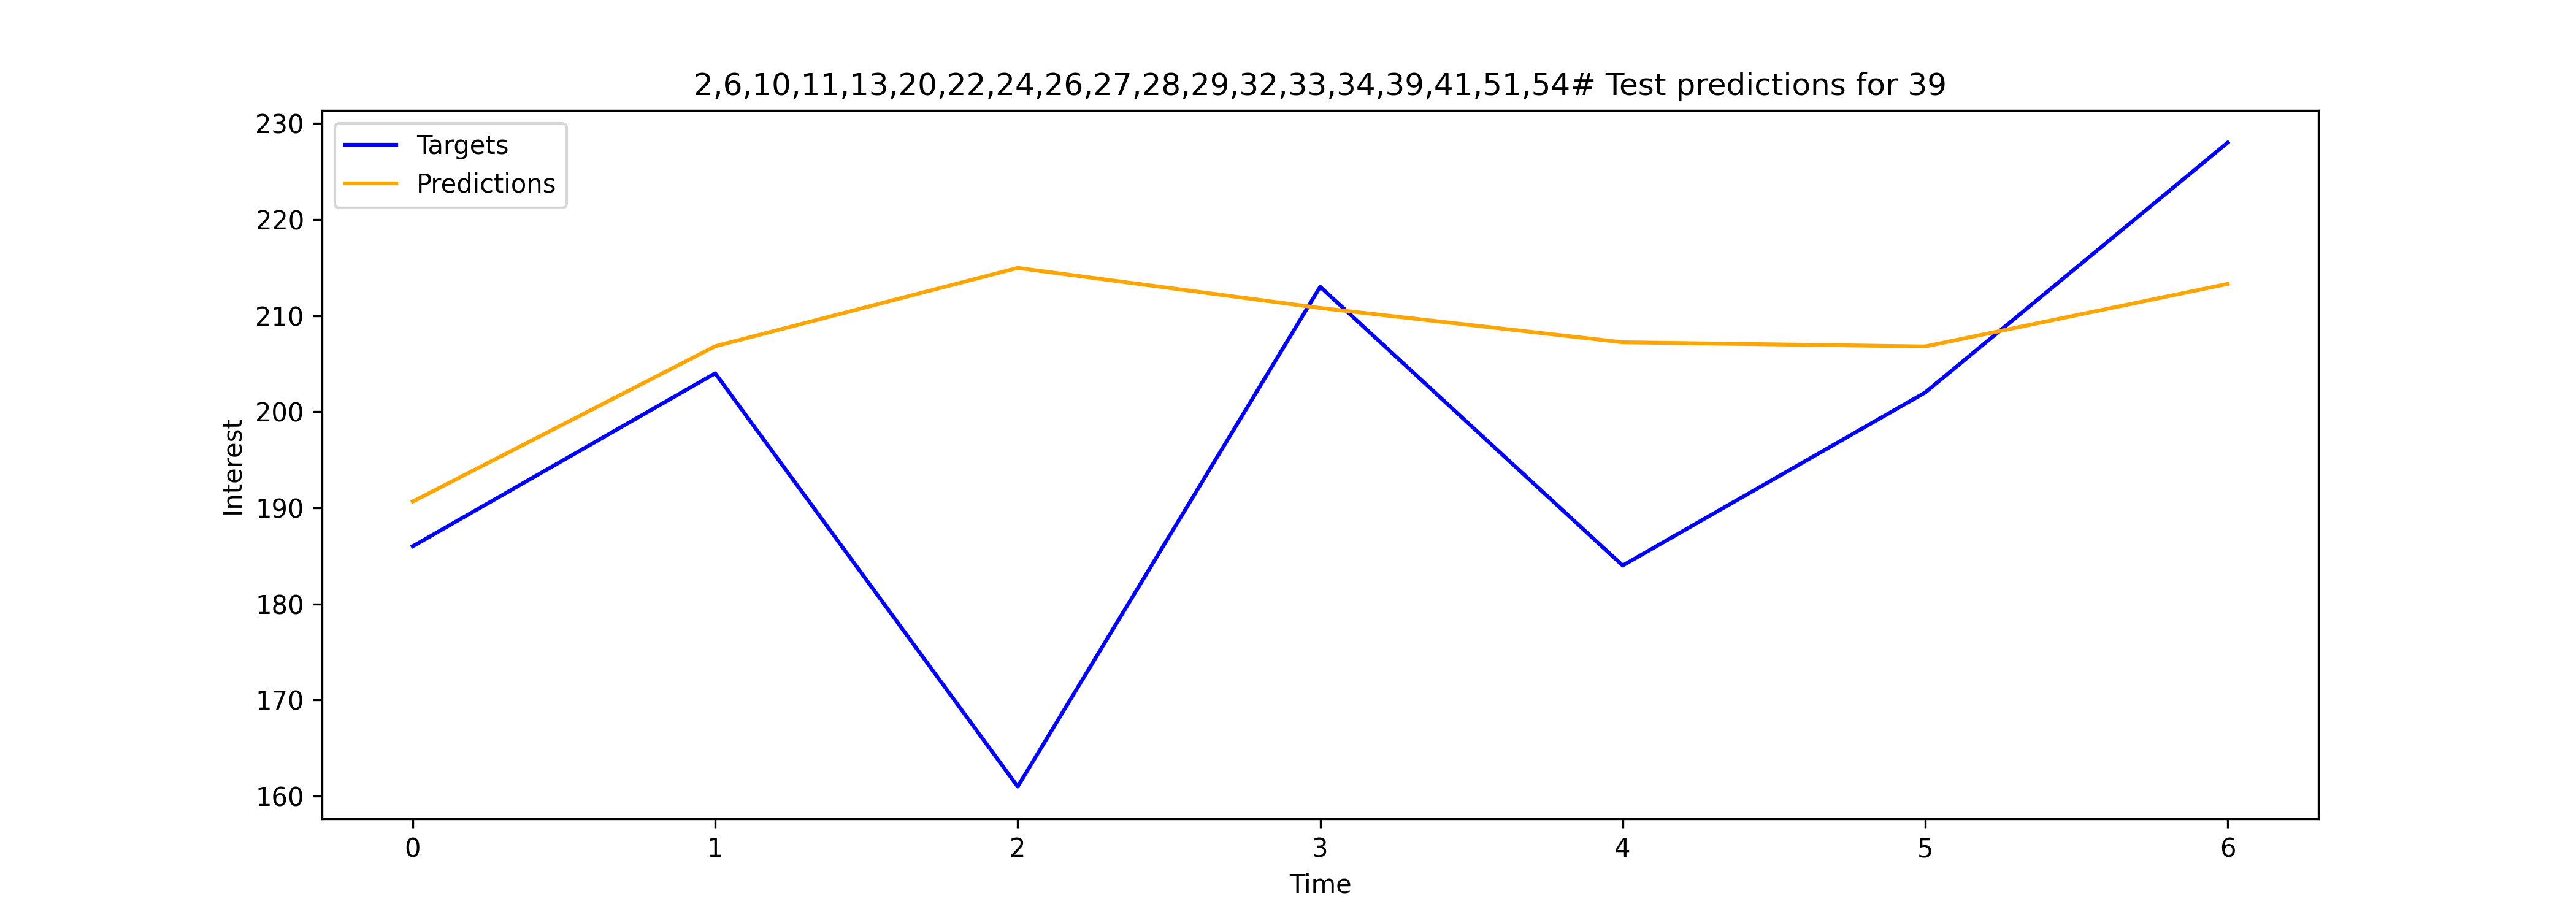 2,6,10,11,13,20,22,24,26,27,28,29,32,33,34,39,41,51,54# Test predictions for 39
Targets
Predictions
Interest
230
220
210
200
190
180
170
160
0 1 2 3 4 5 6
Time